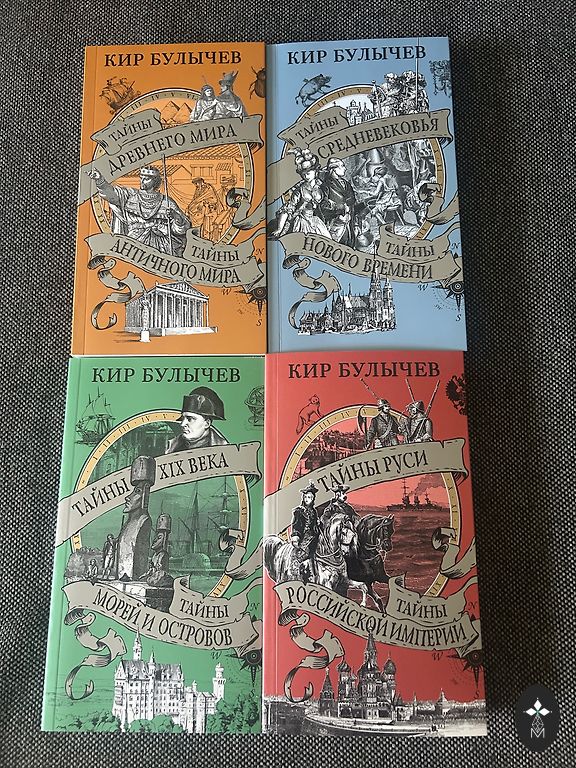 КИР БУЛЫЧЕВ
ТАЙНЫ
ДРЕВНЕГО МИРА
ТАЙНЫ
АНТИЧНОГО МИРА
W
S
КИР БУЛЫЧЕВ
ТАЙНЫ
СРЕДНЕВЕКОВЬЯ
ТАЙНЫ
НОВОГО ВРЕМЕНИ
N
W
S
КИР БУЛЫЧЕВ
ТАЙНЫ XIX ВЕКА
ТАЙНЫ
МОРЕЙ И ОСТРОВОВ
N
W
S
КИР БУЛЫЧЕВ
ТАЙНЫ РУСИ
ТАЙНЫ
РОССИЙСКОЙ ИМПЕРИИ
N
W
S
М